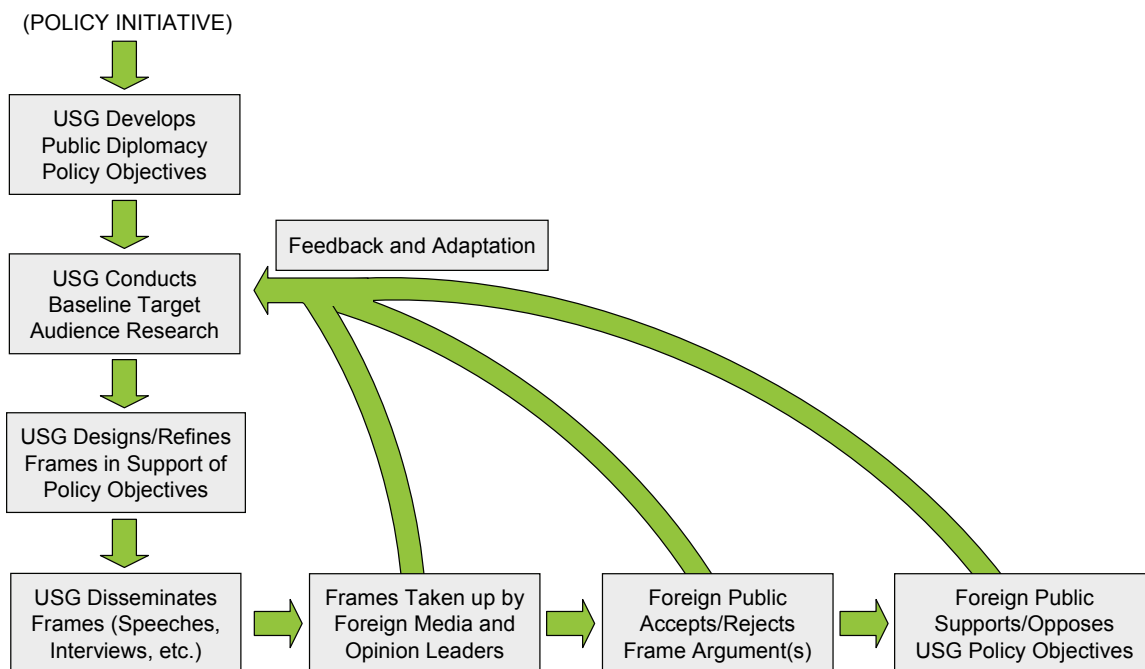 (POLICY INITIATIVE)
USG Develops
Public Diplomacy
Policy Objectives
Feedback and Adaptation
USG Conducts
Baseline Target
Audience Research
USG Designs/Refines
Frames in Support of
Policy Objectives
USG Disseminates
Frames (Speeches,
Interviews, etc.)
Frames Taken up by
Foreign Media and
Opinion Leaders
Foreign Public
Accepts/Rejects
Frame Argument(s)
Foreign Public
Supports/Opposes
USG Policy Objectives